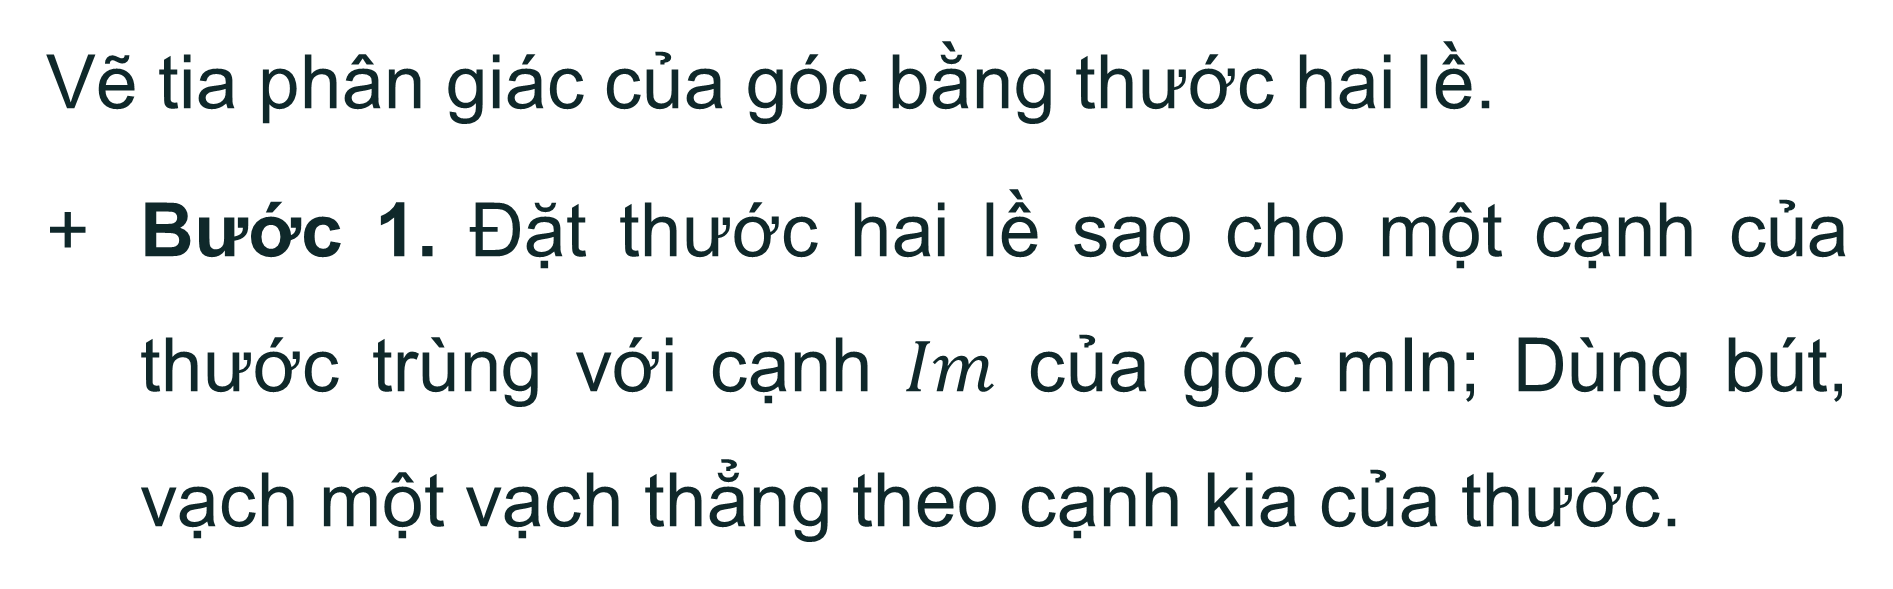 Vẽ tia phân giác của góc bằng thước hai lề.
+ Bước 1. Đặt thước hai lề sao cho một cạnh của
thước trùng với cạnh Im của góc mIn; Dùng bút,
vạch một vạch thẳng theo cạnh kia của thước.